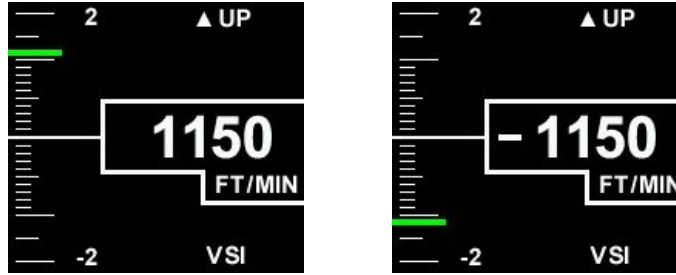 2 ▲ UP
1150
FT/MIN
-2 VSI
2 ▲ UP
- 1150
FT/MIN
-2 VSI